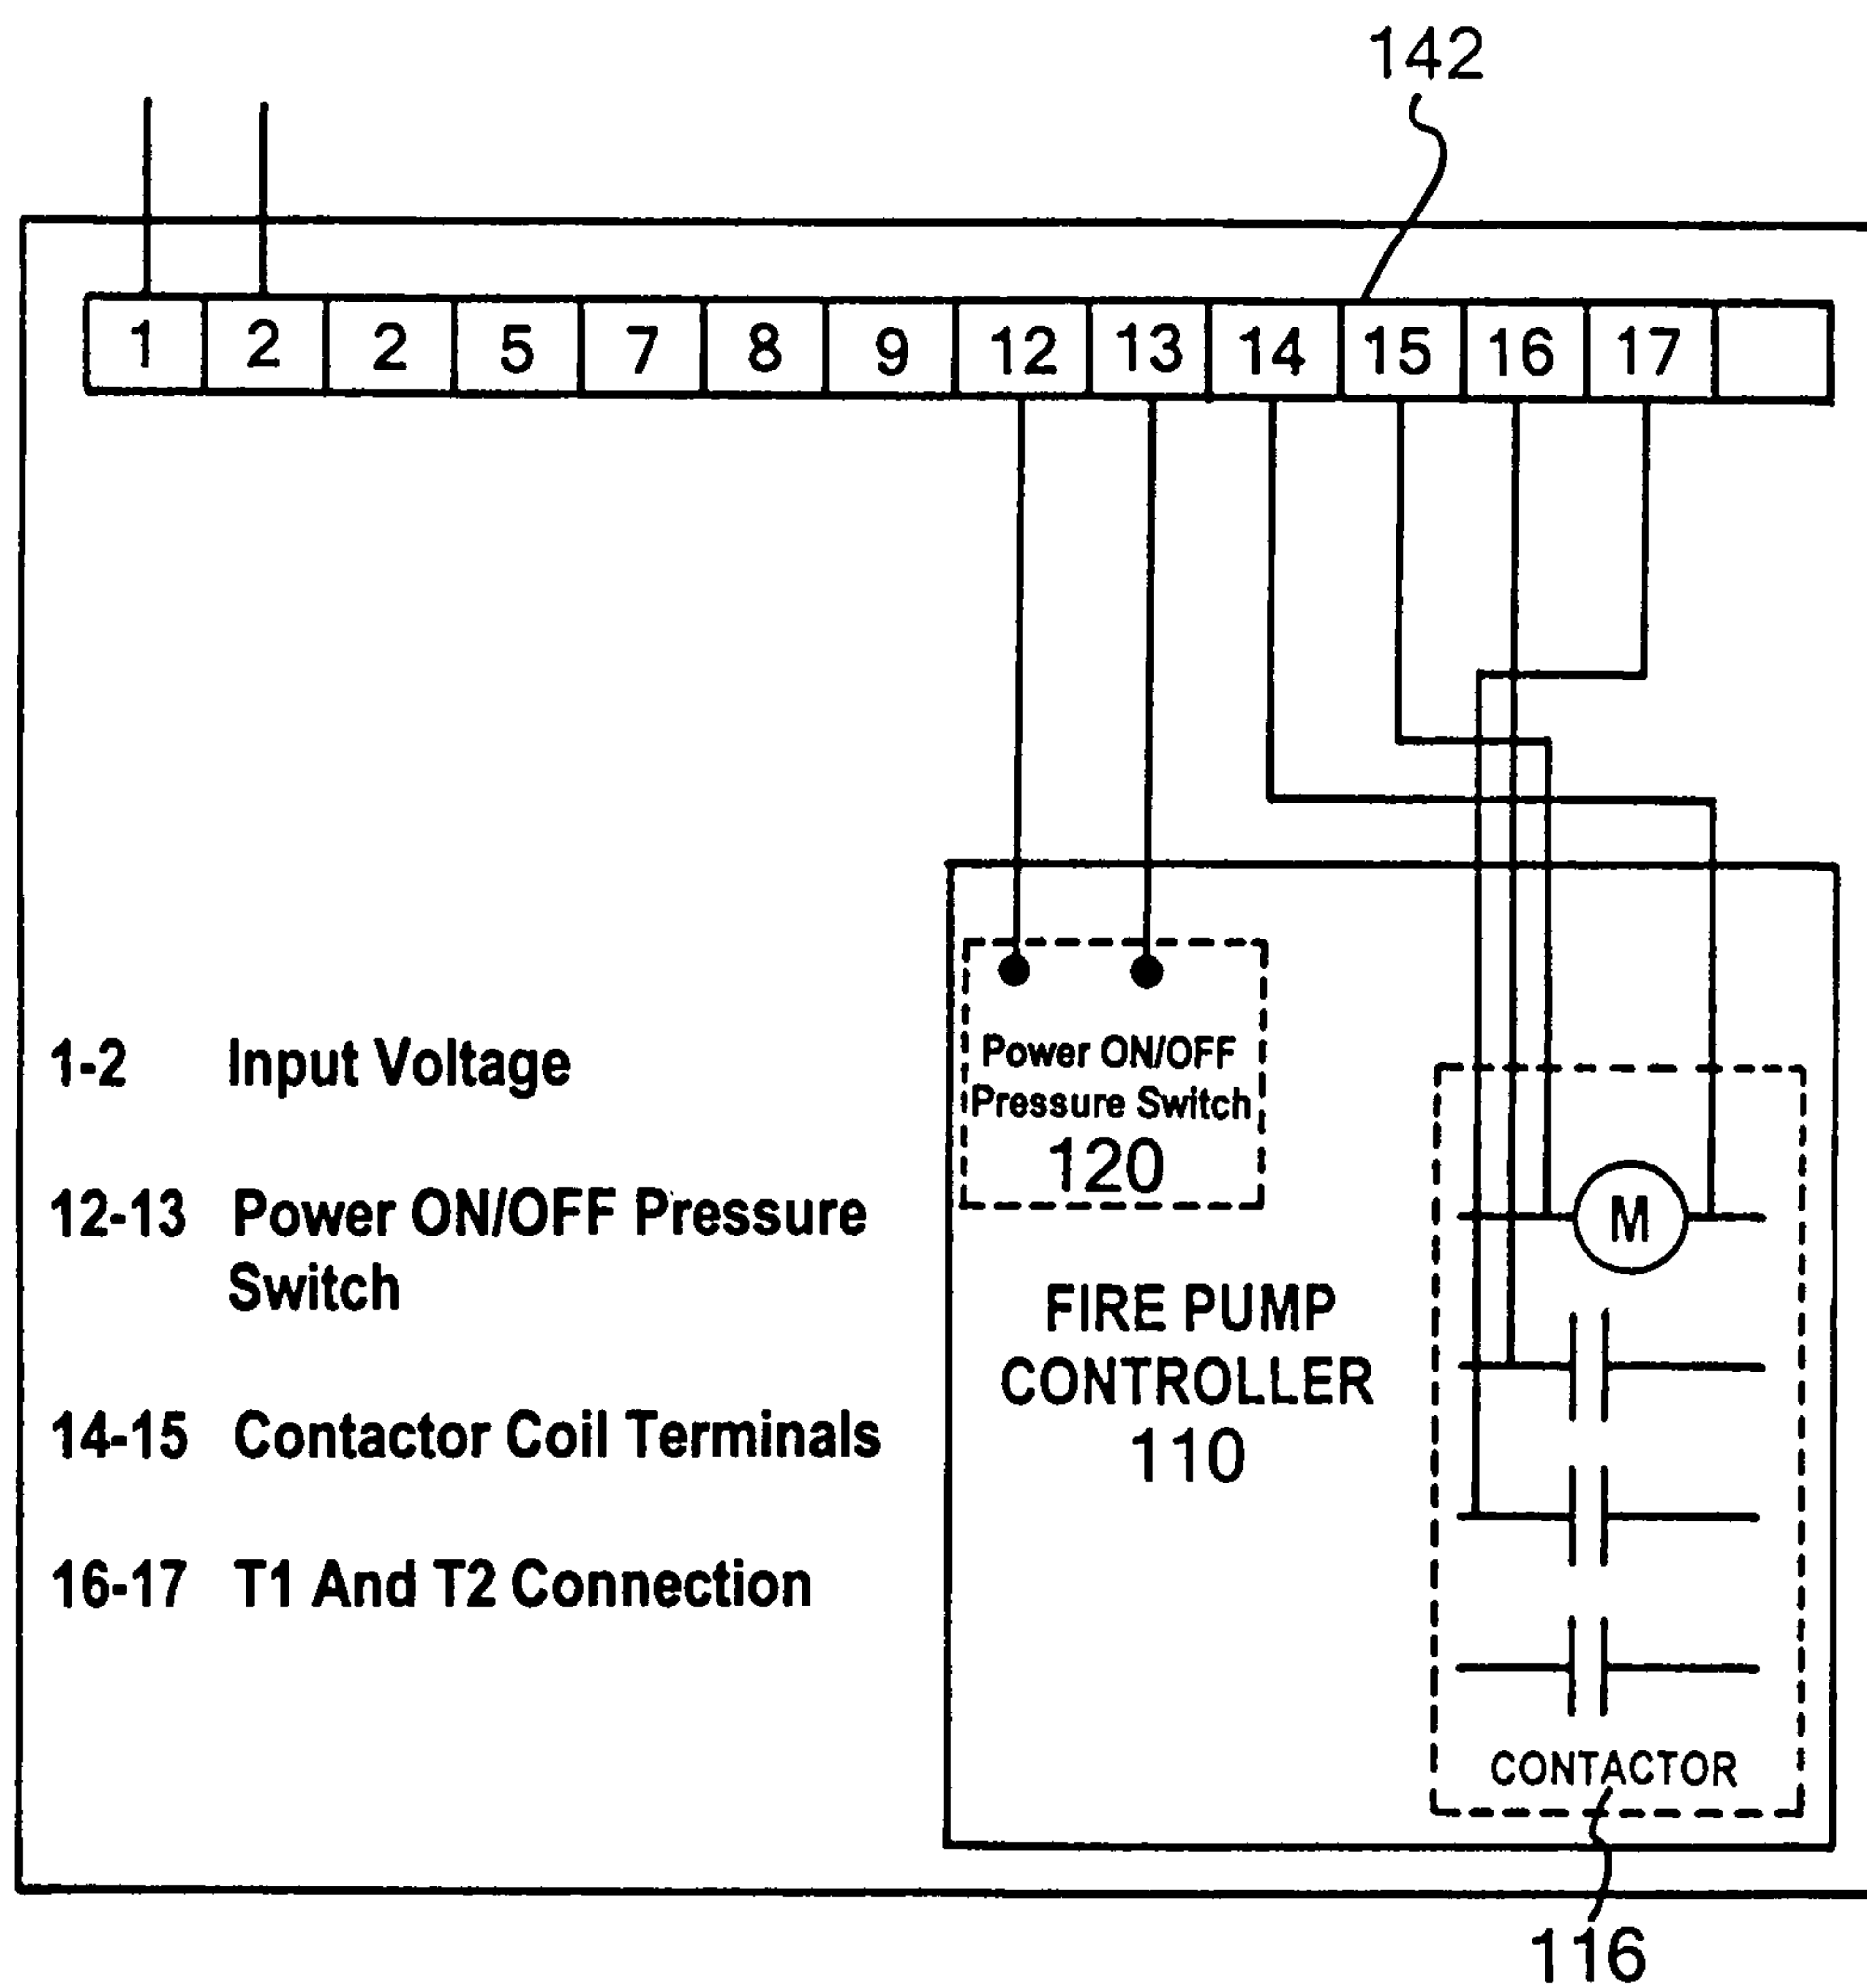 142
1 2 2 5 7 8 9 12 13 14 15 16 17
Power ON/OFF
Pressure Switch
120
1-2 Input Voltage
12-13 Power ON/OFF Pressure
Switch
14-15 Contactor Coil Terminals
16-17 T1 And T2 Connection
FIRE PUMP
CONTROLLER
110
M
CONTACTOR
116